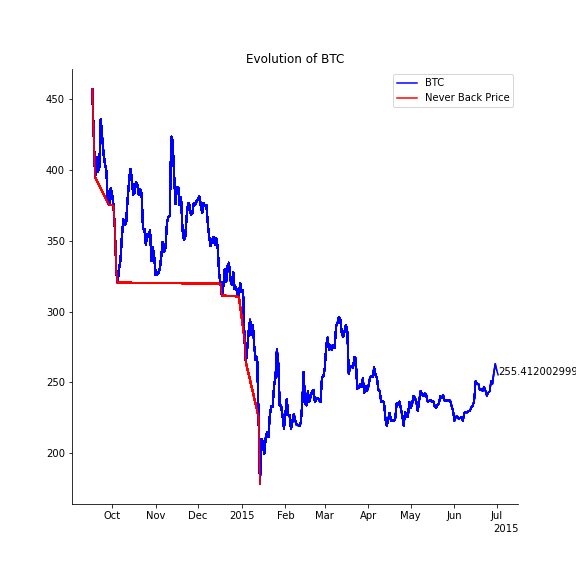 Evolution of BTC
BTC
Never Back Price
450
400
350
300
250
200
255.412002999
Oct
Nov
Dec
2015
Feb
Mar
Apr
May
Jun
Jul
2015